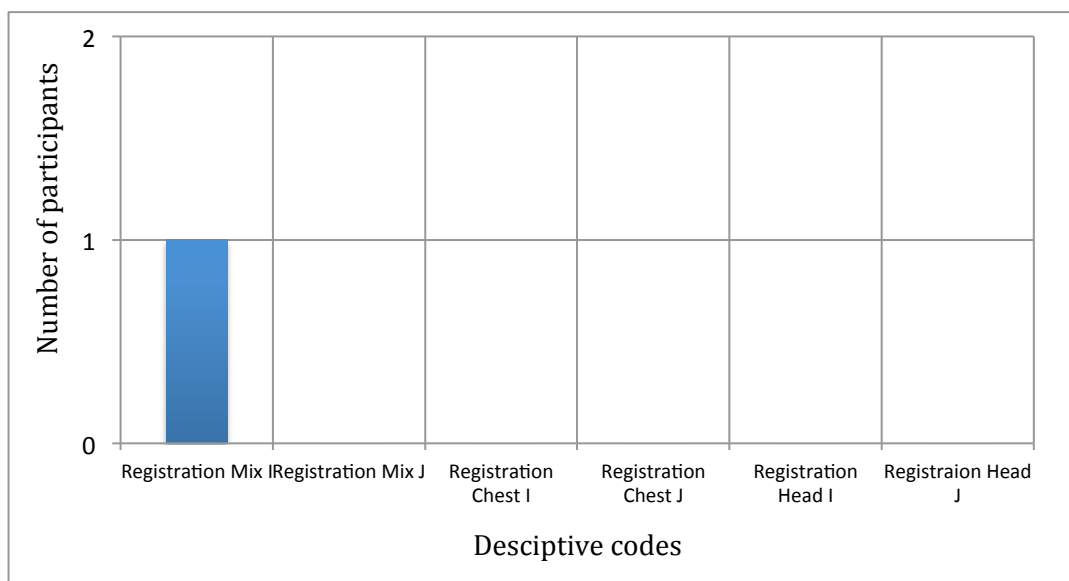 Number of participants
2
1
0
Registration Mix I
Registration Mix J
Registration
Chest I
Registration
Chest J
Registration
Head I
Registraion Head
J
Desciptive codes